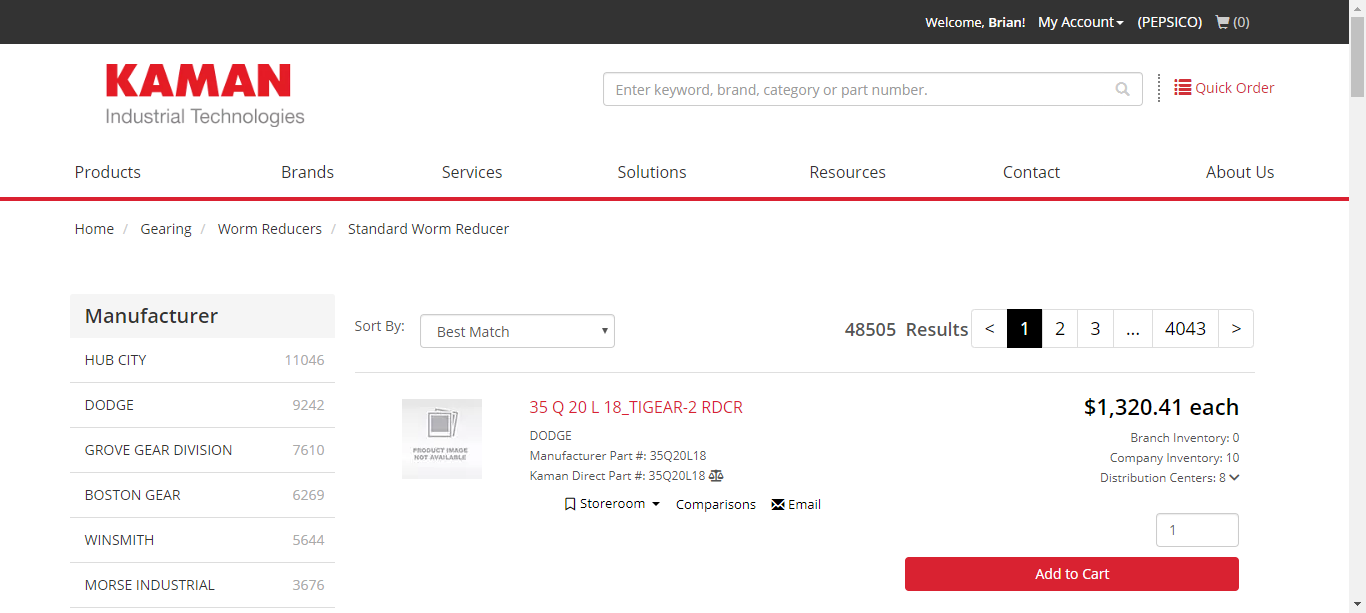 Welcome, Brian! My Account (PEPSICO) (0)
KAMAN
Industrial Technologies
Enter keyword, brand, category or part number.
Quick Order
Products Brands Services Solutions Resources Contact About Us
Home / Gearing / Worm Reducers / Standard Worm Reducer
Manufacturer
HUB CITY 11046
DODGE 9242
GROVE GEAR DIVISION 7610
BOSTON GEAR 6269
WINSMITH 5644
MORSE INDUSTRIAL 3676
Sort By: Best Match
48505 Results < 1 2 3 ... 4043 >
PRODUCT IMAGE
NOT AVAILABLE
35 Q 20 L 18_TIGEAR-2 RDCR
DODGE
Manufacturer Part #: 35Q20L18
Kaman Direct Part #: 35Q20L18
Storeroom Comparisons Email
$1,320.41 each
Branch Inventory: 0
Company Inventory: 10
Distribution Centers: 8
1
Add to Cart